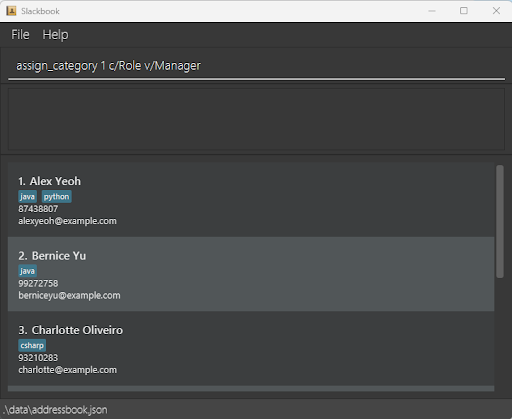 Slackbook
File Help
assign_category 1 c/Role v/Manager
1. Alex Yeoh
java python
87438807
alexyeoh@example.com
2. Bernice Yu
java
99272758
berniceyu@example.com
3. Charlotte Oliveiro
csharp
93210283
charlotte@example.com
.\data\addressbook.json